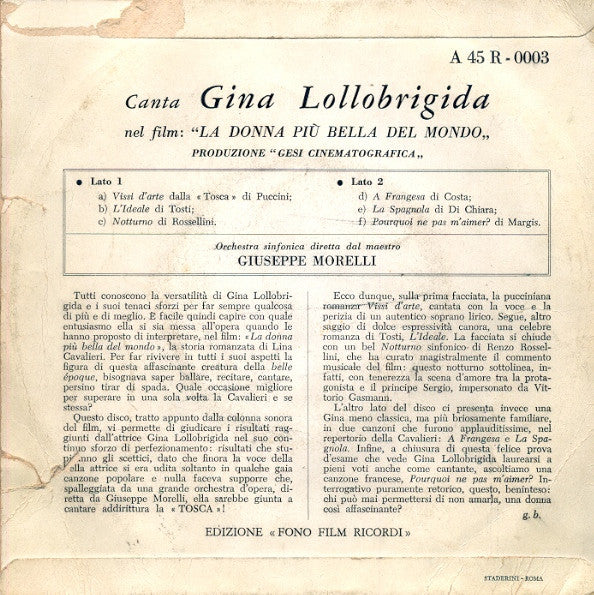 A 45 R - 0003
Canta Gina Lollobrigida
nel film: “LA DONNA PIÙ BELLA DEL MONDO„
PRODUZIONE “GESI CINEMATOGRAFICA„
• Lato 1
a) Vissi d'arte dalla «Tosca» di Puccini;
b) L'Ideale di Tosti;
c) Notturno di Rossellini.
• Lato 2
d) A Frangesa di Costa;
e) La Spagnola di Di Chiara;
f) Pourquoi ne pas m'aimer? di Margis.
Orchestra sinfonica diretta dal maestro
GIUSEPPE MORELLI
Tutti conoscono la versatilità di Gina Lollobri-
gida e i suoi tenaci sforzi per far sempre qualcosa
di più e di meglio. È facile quindi capire con quale
entusiasmo ella si sia messa all'opera quando le
hanno proposto di interpretare, nel film: «La donna
più bella del mondo», la storia romanzata di Lina
Cavalieri. Per far rivivere in tutti i suoi aspetti la
figura di questa affascinante creatura della belle
époque, bisognava saper ballare, recitare, cantare,
persino tirar di spada. Quale occasione migliore
per superare in una sola volta la Cavalieri e se
stessa?
Questo disco, tratto appunto dalla colonna sonora
del film, vi permette di giudicare i risultati rag-
giunti dall'attrice Gina Lollobrigida nel suo con-
tinuo sforzo di perfezionamento: risultati che stu-
anno gli scettici, dato che finora la voce della
ella attrice si era udita soltanto in qualche gaia
canzone popolare e nulla faceva supporre che,
spalleggiata da una grande orchestra d'opera, di-
retta da Giuseppe Morelli, ella sarebbe giunta a
cantare addirittura la «TOSCA»!
Ecco dunque, sulla prima facciata, la pucciniana
romanza Vissi d'arte, cantata con la voce e la
perizia di un autentico soprano lirico. Segue, altro
saggio di dolce espressività canora, una celebre
romanza di Tosti, L'Ideale. La facciata si chiude
con un bel Notturno sinfonico di Renzo Rossel-
lini, che ha curato magistralmente il commento
musicale del film: questo notturno sottolinea, in-
fatti, con tenerezza la scena d'amore tra la prota-
gonista e il principe Sergio, impersonato da Vit-
torio Gasmann.
L'altro lato del disco ci presenta invece una
Gina meno classica, ma più briosamente familiare,
in due canzoni che furono applauditissime, nel
repertorio della Cavalieri: A Frangesa e La Spa-
gnola. Infine, a chiusura di questa felice prova
d'esame che vede Gina Lollobrigida laurearsi a
pieni voti anche come cantante, ascoltiamo una
canzone francese, Pourquoi ne pas m'aimer? In-
terrogativo puramente retorico, questo, beninteso:
chi può mai permettersi di non amarla, una donna
così affascinante?
g. b.
EDIZIONE «FONO FILM RICORDI»
STADERINI - ROMA